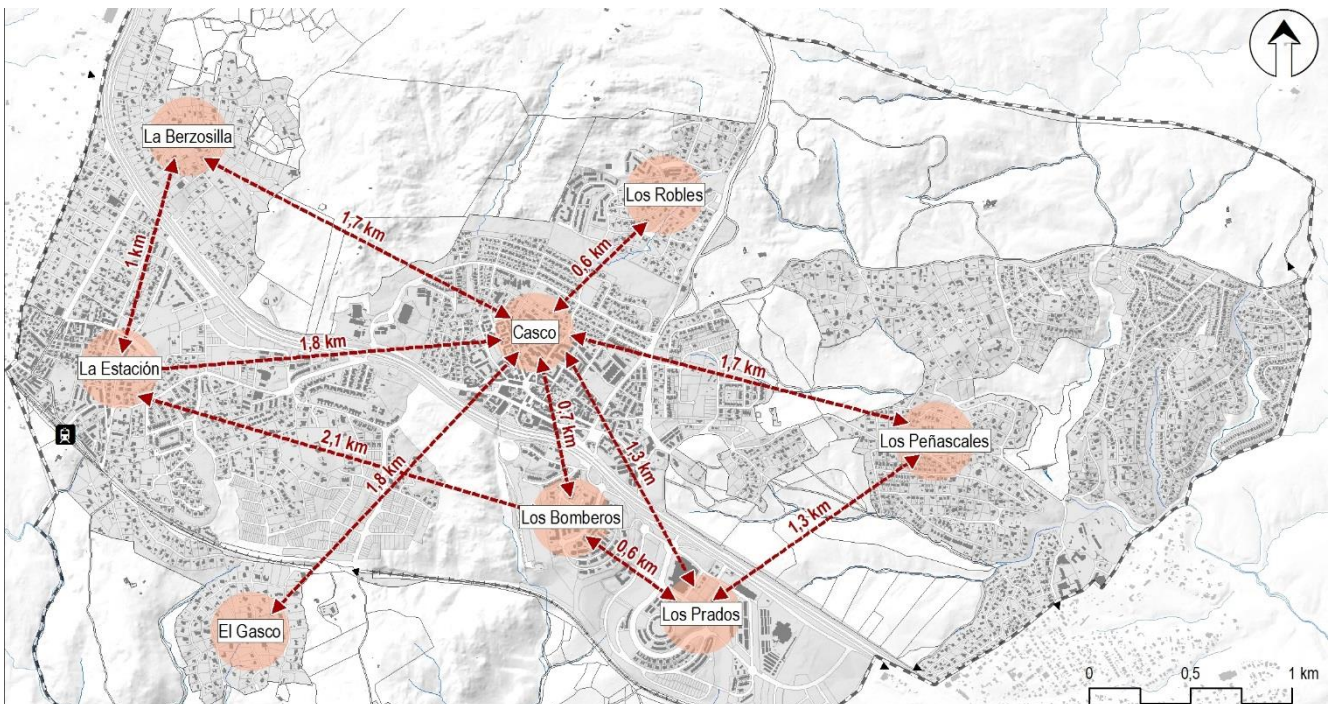 La Berzosilla
Los Robles
1,7 km
1 km
0,6 km
Casco
1,8 km
La Estación
1,7 km
2,1 km
0,7 km
1,3 km
Los Peñascales
1,8 km
Los Bomberos
1,3 km
0,6 km
Los Prados
El Gasco
0 0,5 1 km